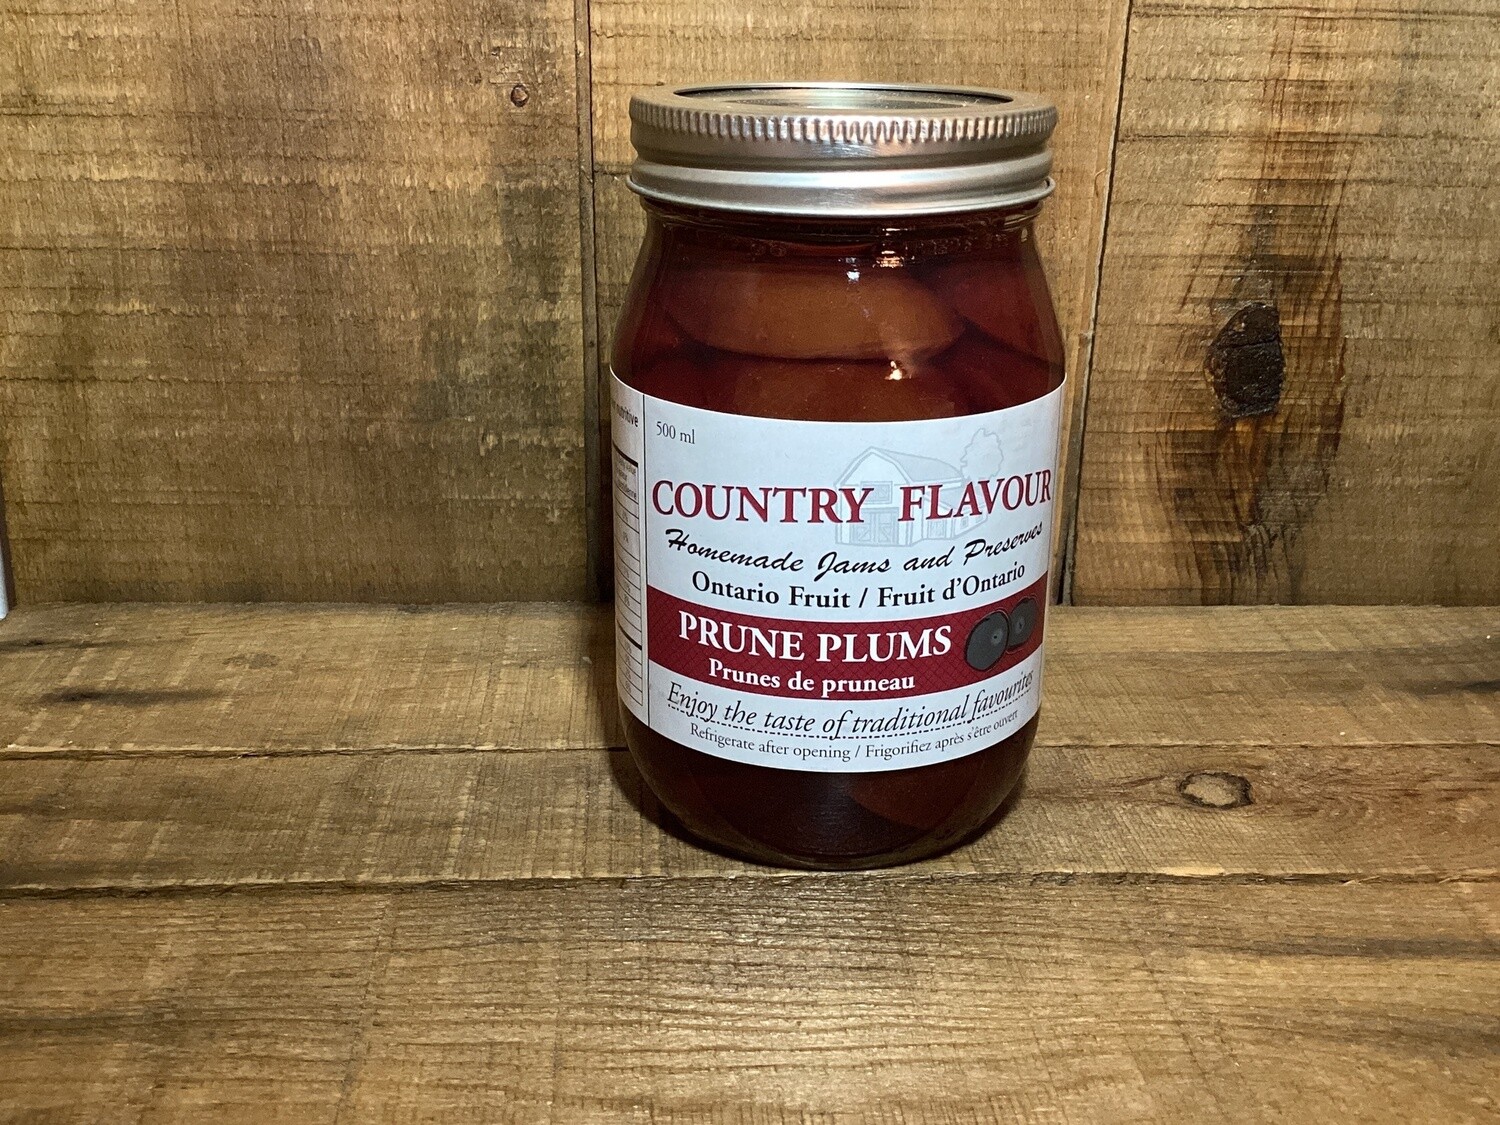 500 ml
COUNTRY FLAVOUR
Homemade Jams and Preserves
Ontario Fruit / Fruit d'Ontario
PRUNE PLUMS
Prunes de pruneau
Enjoy the taste of traditional favourites
Refrigerate after opening / Frigorifiez après s'être ouvert